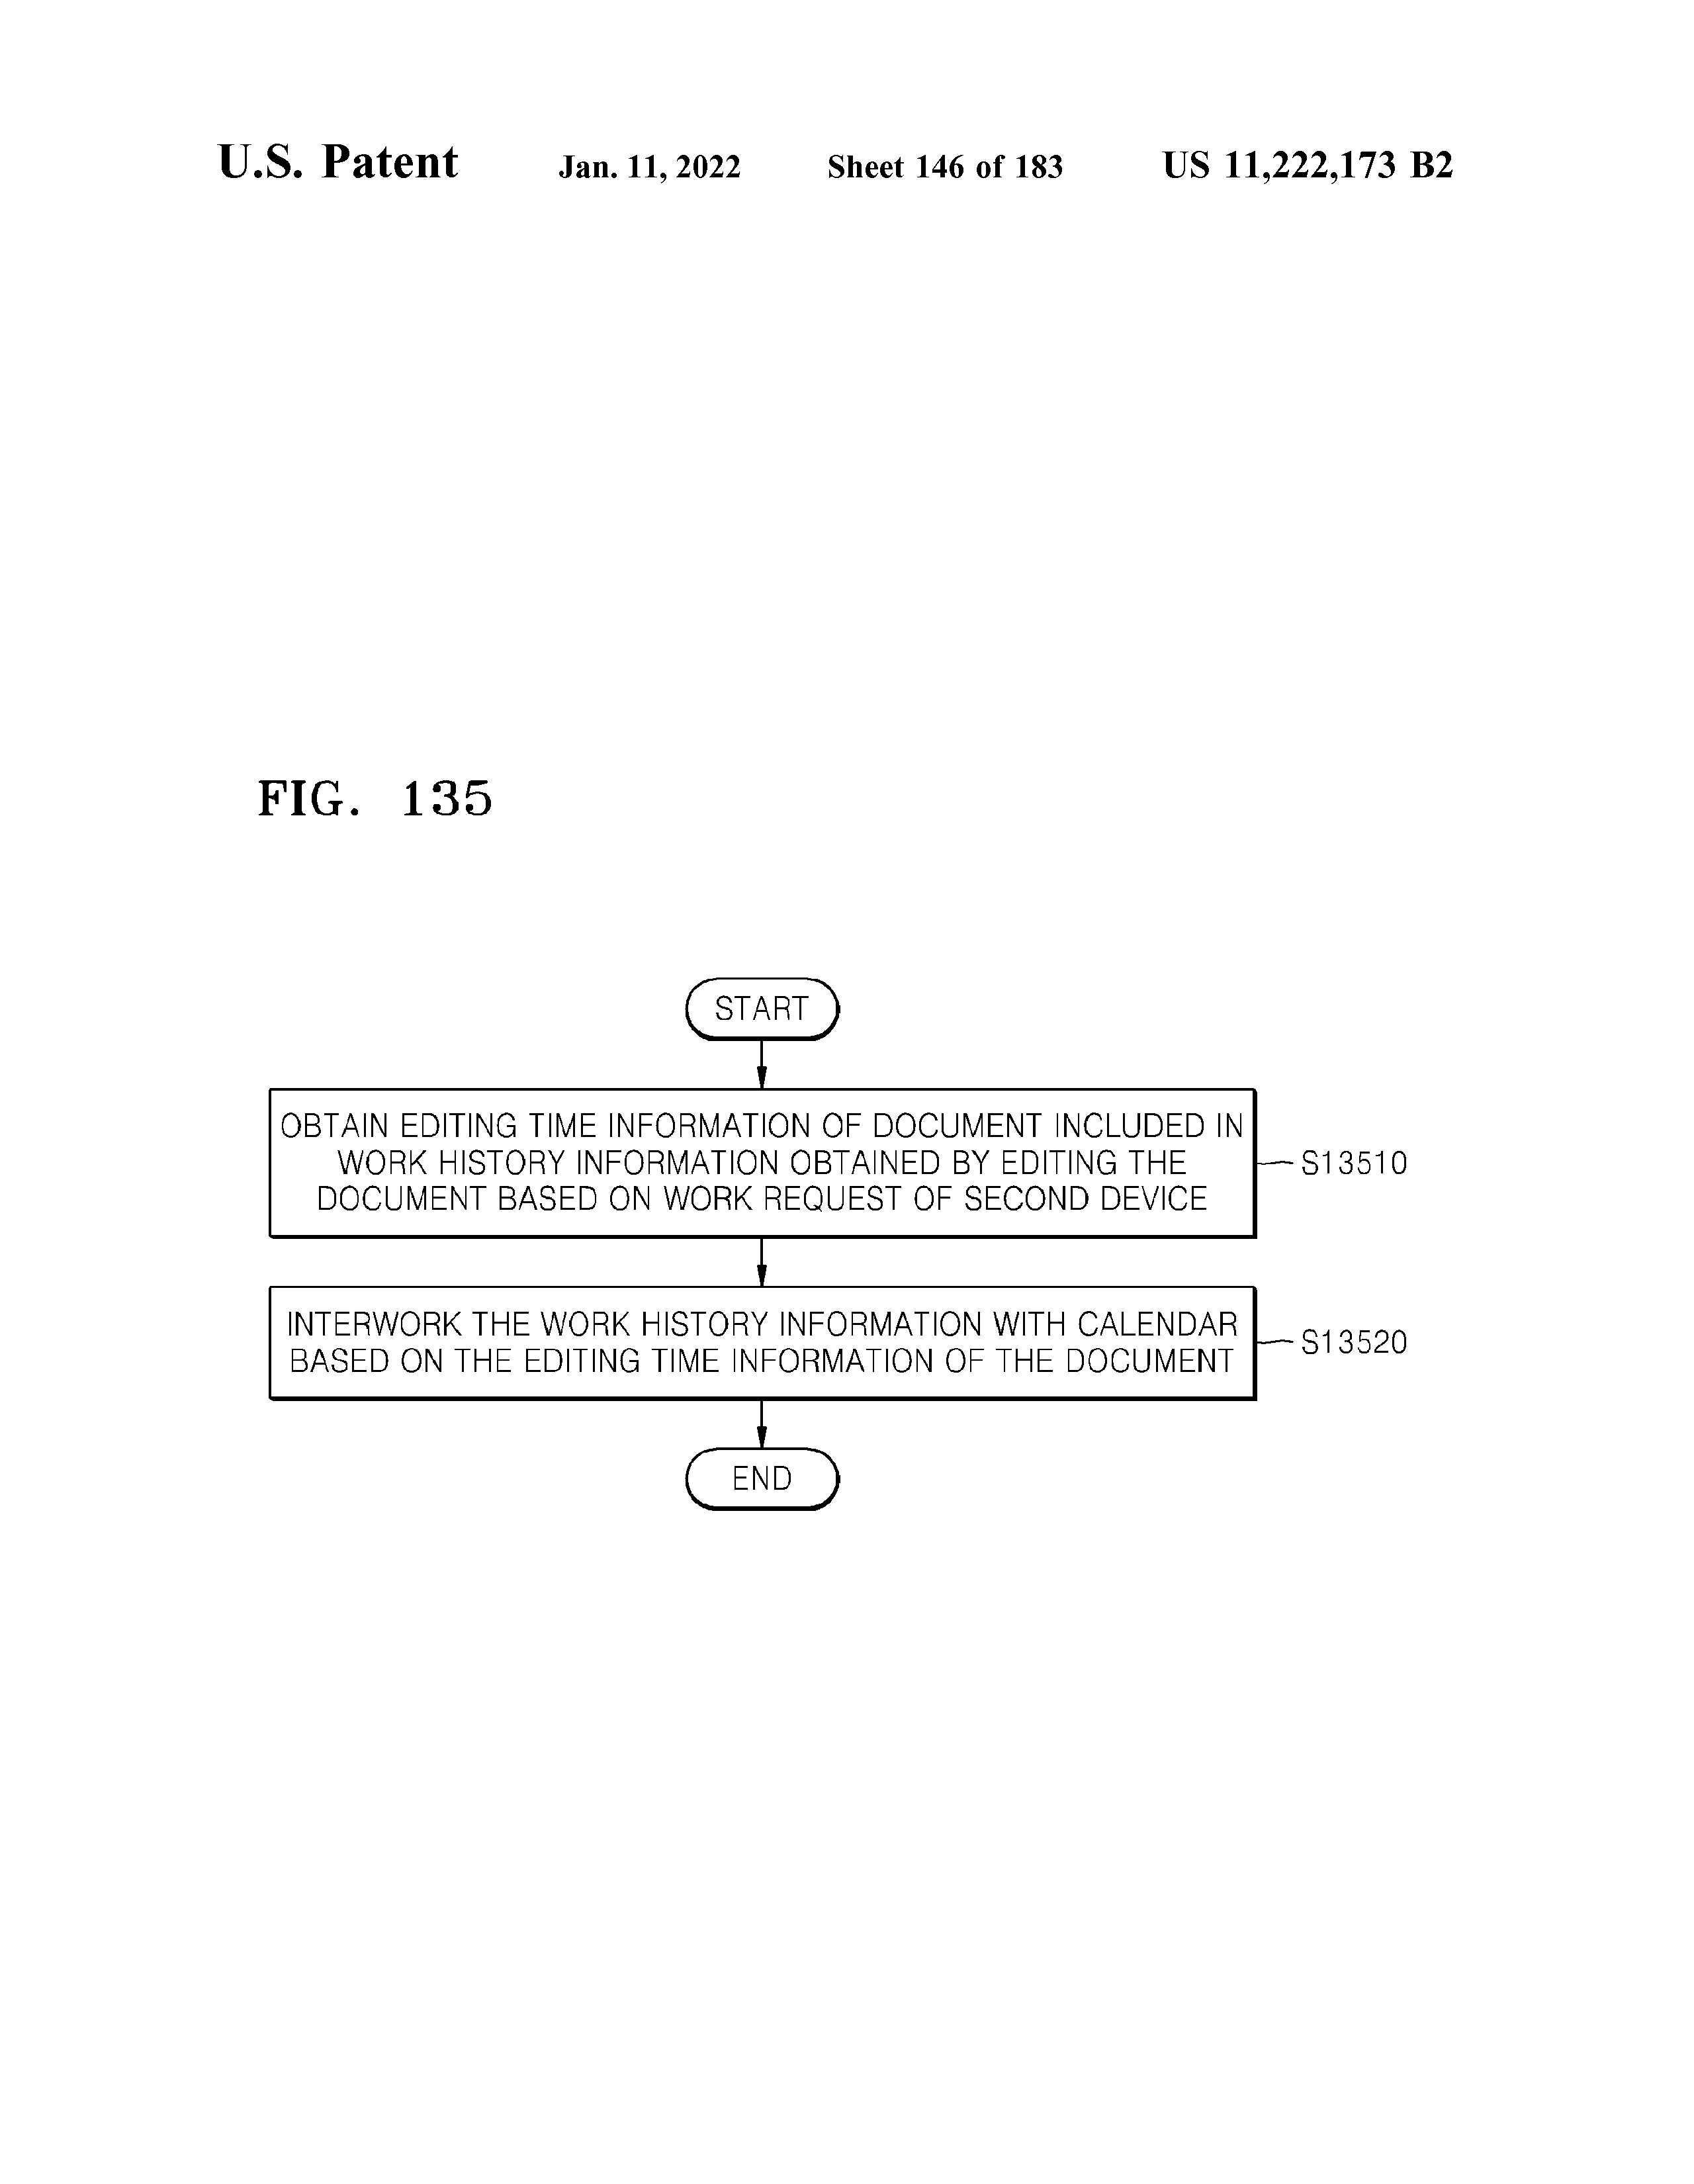 U.S. Patent Jan. 11, 2022 Sheet 146 of 183 US 11,222,173 B2
FIG. 135
START
OBTAIN EDITING TIME INFORMATION OF DOCUMENT INCLUDED IN
WORK HISTORY INFORMATION OBTAINED BY EDITING THE
DOCUMENT BASED ON WORK REQUEST OF SECOND DEVICE
S13510
INTERWORK THE WORK HISTORY INFORMATION WITH CALENDAR
BASED ON THE EDITING TIME INFORMATION OF THE DOCUMENT
S13520
END